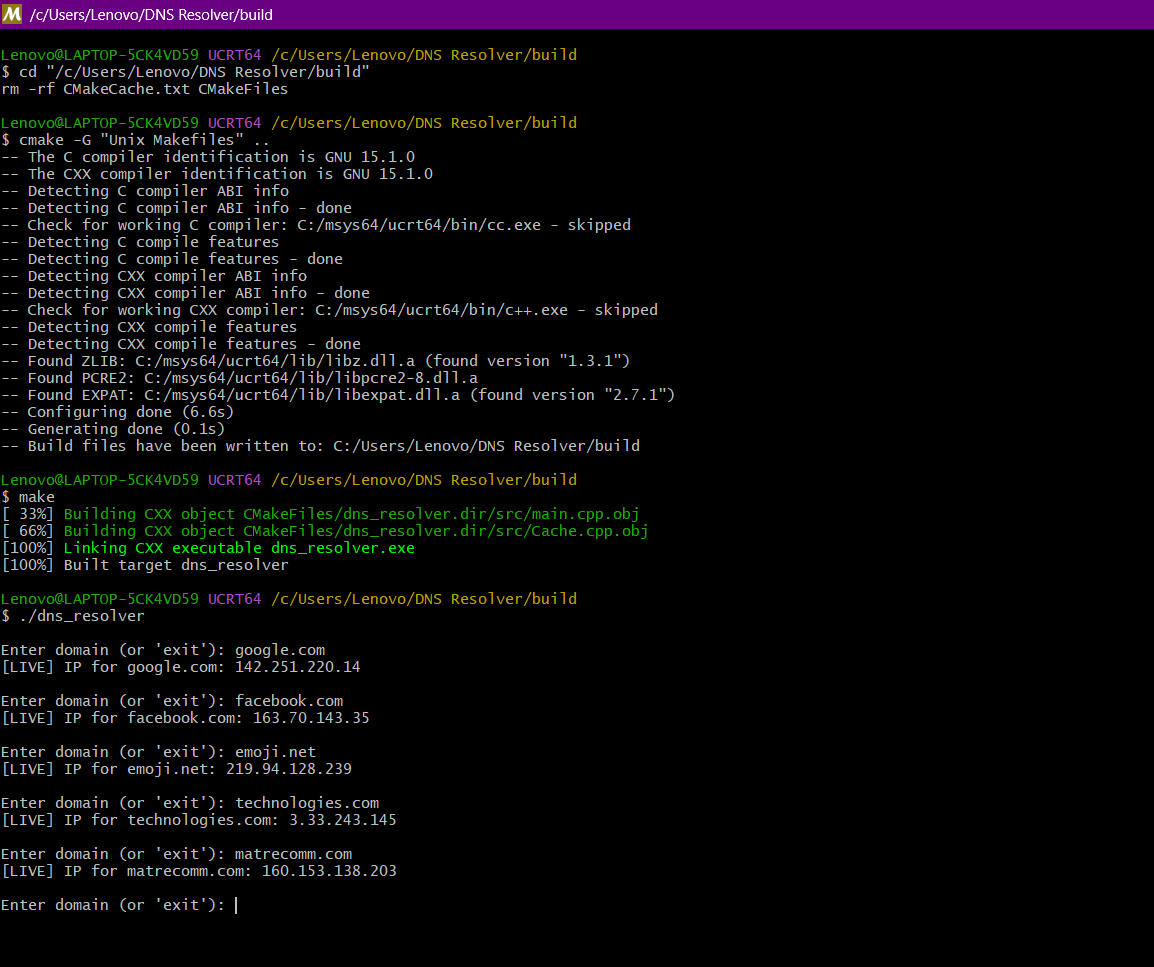 M /c/Users/Lenovo/DNS Resolver/build
Lenovo@LAPTOP-5CK4VD59 UCRT64 /c/Users/Lenovo/DNS Resolver/build
$ cd "/c/Users/Lenovo/DNS Resolver/build"
rm -rf CMakeCache.txt CMakeFiles
Lenovo@LAPTOP-5CK4VD59 UCRT64 /c/Users/Lenovo/DNS Resolver/build
$ cmake -G "Unix Makefiles" ..
-- The C compiler identification is GNU 15.1.0
-- The CXX compiler identification is GNU 15.1.0
-- Detecting C compiler ABI info
-- Detecting C compiler ABI info - done
-- Check for working C compiler: C:/msys64/ucrt64/bin/cc.exe - skipped
-- Detecting C compile features
-- Detecting C compile features - done
-- Detecting CXX compiler ABI info
-- Detecting CXX compiler ABI info - done
-- Check for working CXX compiler: C:/msys64/ucrt64/bin/c++.exe - skipped
-- Detecting CXX compile features
-- Detecting CXX compile features - done
-- Found ZLIB: C:/msys64/ucrt64/lib/libz.dll.a (found version "1.3.1")
-- Found PCRE2: C:/msys64/ucrt64/lib/libpcre2-8.dll.a
-- Found EXPAT: C:/msys64/ucrt64/lib/libexpat.dll.a (found version "2.7.1")
-- Configuring done (6.6s)
-- Generating done (0.1s)
-- Build files have been written to: C:/Users/Lenovo/DNS Resolver/build
Lenovo@LAPTOP-5CK4VD59 UCRT64 /c/Users/Lenovo/DNS Resolver/build
$ make
[ 33%] Building CXX object CMakeFiles/dns_resolver.dir/src/main.cpp.obj
[ 66%] Building CXX object CMakeFiles/dns_resolver.dir/src/Cache.cpp.obj
[100%] Linking CXX executable dns_resolver.exe
[100%] Built target dns_resolver
Lenovo@LAPTOP-5CK4VD59 UCRT64 /c/Users/Lenovo/DNS Resolver/build
$ ./dns_resolver
Enter domain (or 'exit'): google.com
[LIVE] IP for google.com: 142.251.220.14
Enter domain (or 'exit'): facebook.com
[LIVE] IP for facebook.com: 163.70.143.35
Enter domain (or 'exit'): emoji.net
[LIVE] IP for emoji.net: 219.94.128.239
Enter domain (or 'exit'): technologies.com
[LIVE] IP for technologies.com: 3.33.243.145
Enter domain (or 'exit'): matrecomm.com
[LIVE] IP for matrecomm.com: 160.153.138.203
Enter domain (or 'exit'):